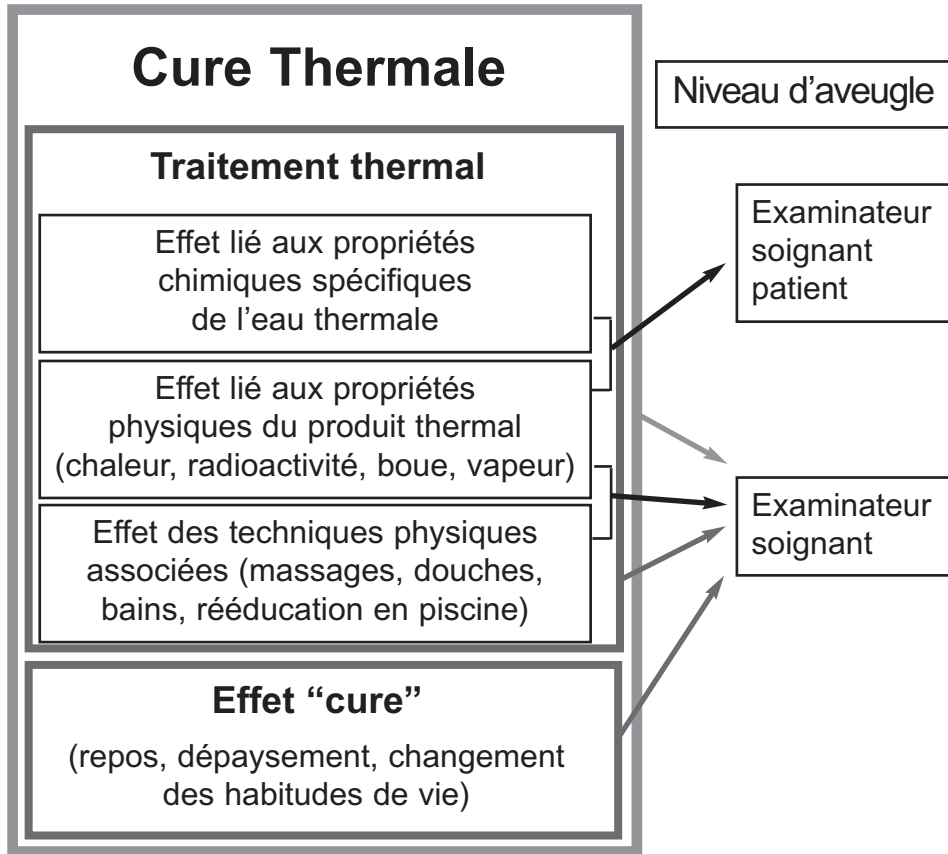 Cure Thermale
Niveau d’aveugle
Traitement thermal
Effet lié aux propriétés
chimiques spécifiques
de l’eau thermale
Examinateur
soignant
patient
Effet lié aux propriétés
physiques du produit thermal
(chaleur, radioactivité, boue, vapeur)
Effet des techniques physiques
associées (massages, douches,
bains, rééducation en piscine)
Examinateur
soignant
Effet “cure”
(repos, dépaysement, changement
des habitudes de vie)